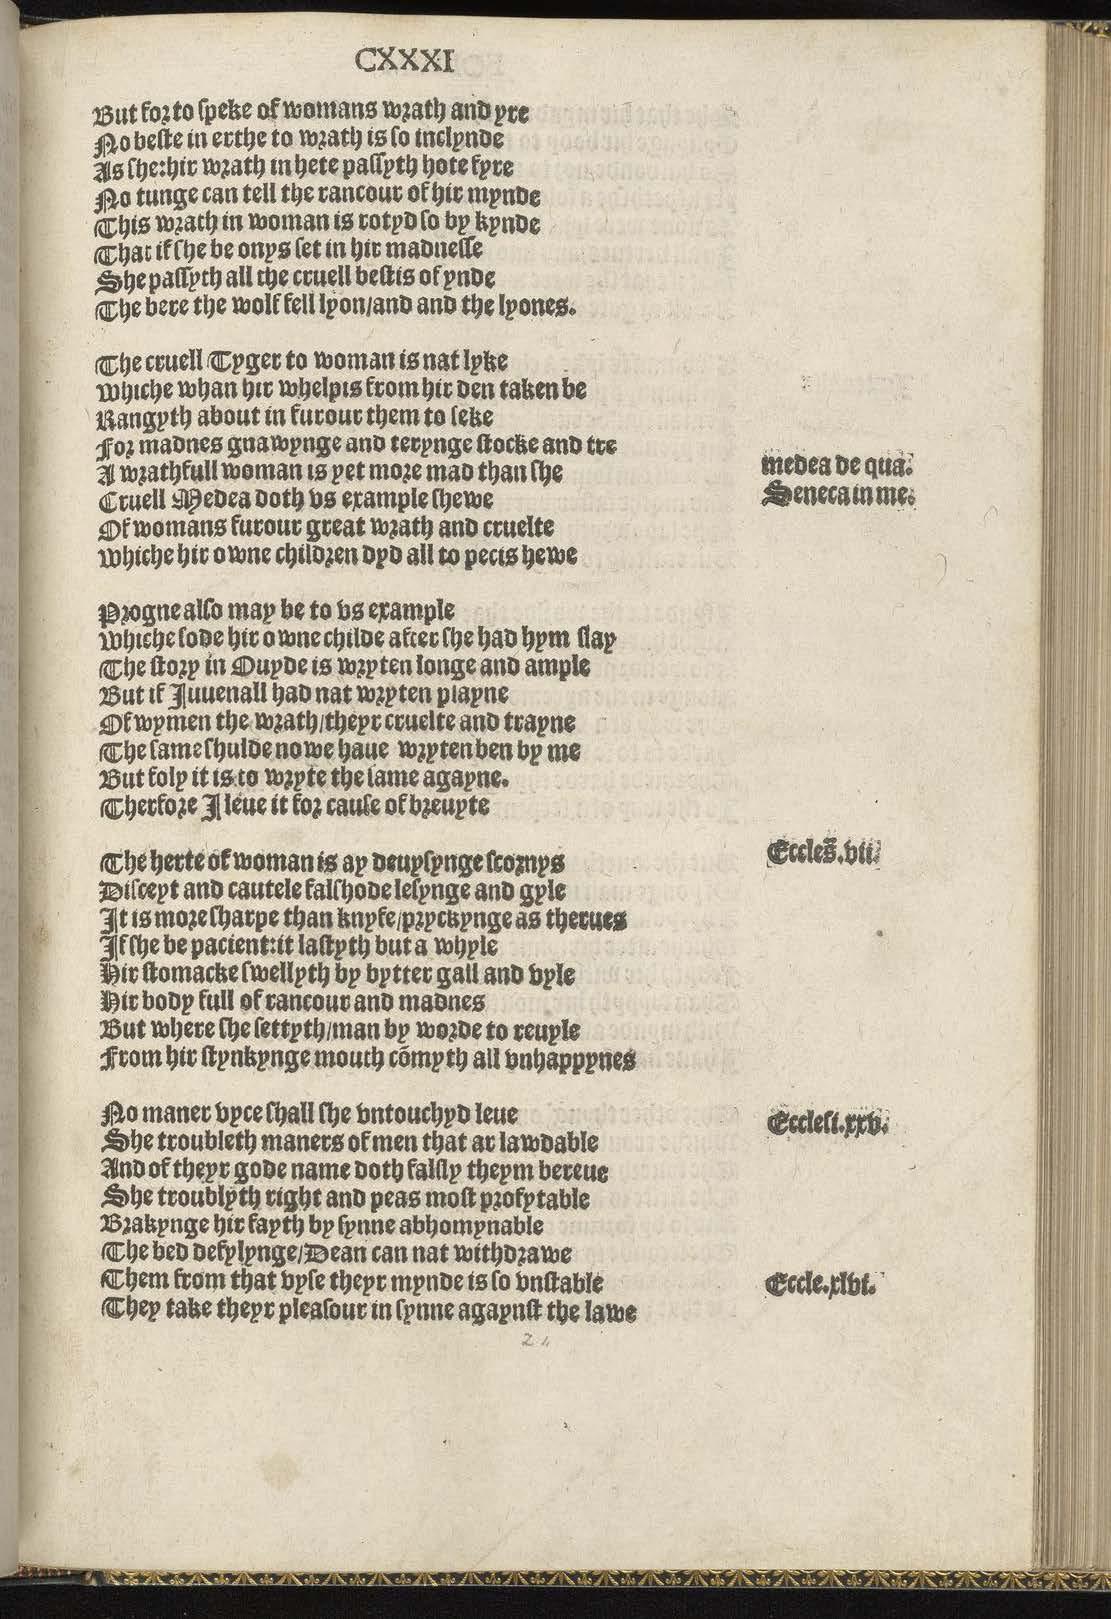 CXXXI
But for to speke of womans wrath and yre
No beste in erthe to wrath is so inclynde
As she:hir wrath in hete passyth hote fyre
No tunge can tell the rancour of hir mynde
This wrath in woman is rotyd so by kynde
That if she be onys set in hir madnesse
She passyth all the cruell bestis of ynde
The bere the wolf fell lyon/and and the lyones.
The cruell Tyger to woman is nat lyke
whiche whan hir whelpis from hir den taken be
Rangyth about in furour them to seke
For madnes gnawynge and terynge stocke and tre
A wrathfull woman is yet more mad than she
medea de qua.
Cruell Medea doth vs example shewe
Seneca in me.
Of womans furour great wrath and cruelte
whiche hir owne children dyd all to pecis hewe
Progne also may be to vs example
whiche sode hir owne childe after she had hym slay
The story in Ouyde is wryten longe and ample
But if Juuenall had nat wryten playne
Of wymen the wrath/theyr cruelte and trayne
The same shulde nowe haue wryten ben by me
But foly it is to wryte the same agayne.
Therfore I leue it for cause of breuyte
The herte of woman is ay deuysynge scornys
Eccles̄.vii.
Disceyt and cautele falshode lesynge and gyle
It is more sharpe than knyfe/pryckynge as therues
If she be pacient:it lastyth but a whyle
Hir stomacke swellyth by bytter gall and vyle
Hir body full of rancour and madnes
But where she settyth/man by worde to reuyle
From hir stynkynge mouth cōmyth all vnhappynes
No maner vyce shall she vntouchyd leue
Ecclesi.xxv.
She troubleth maners of men that ar lawdable
And of theyr gode name doth falsly theym bereue
She troublyth right and peas most profytable
Brakynge hir fayth by synne abhomynable
The bed defylynge/Dean can nat withdrawe
Them from that vyse theyr mynde is so vnstable
Eccle.xlvi.
They take theyr pleasour in synne agaynst the lawe